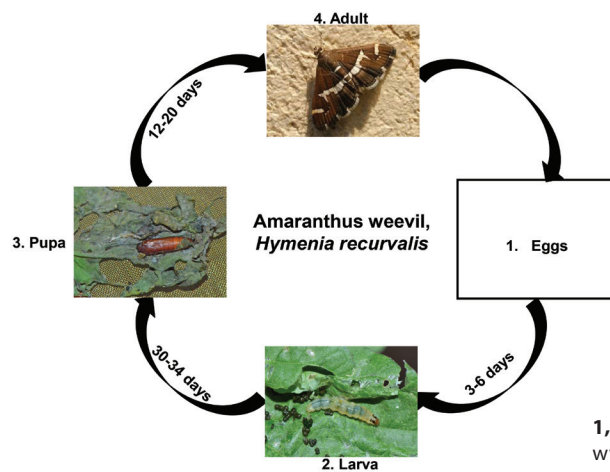 4. Adult
12-20 days
3. Pupa
Amaranthus weevil,
Hymenia recurvalis
1. Eggs
30-34 days
3-6 days
2. Larva
1,